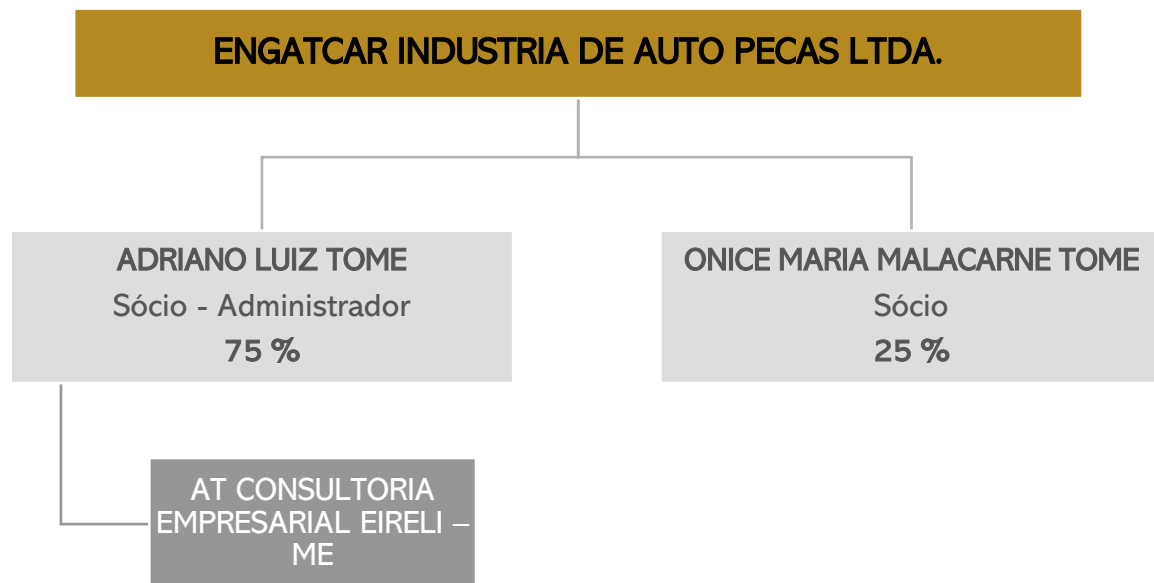 ENGATCAR INDUSTRIA DE AUTO PECAS LTDA.
ADRIANO LUIZ TOME
Sócio - Administrador
75 %
ONICE MARIA MALACARNE TOME
Sócio
25 %
AT CONSULTORIA
EMPRESARIAL EIRELI –
ME